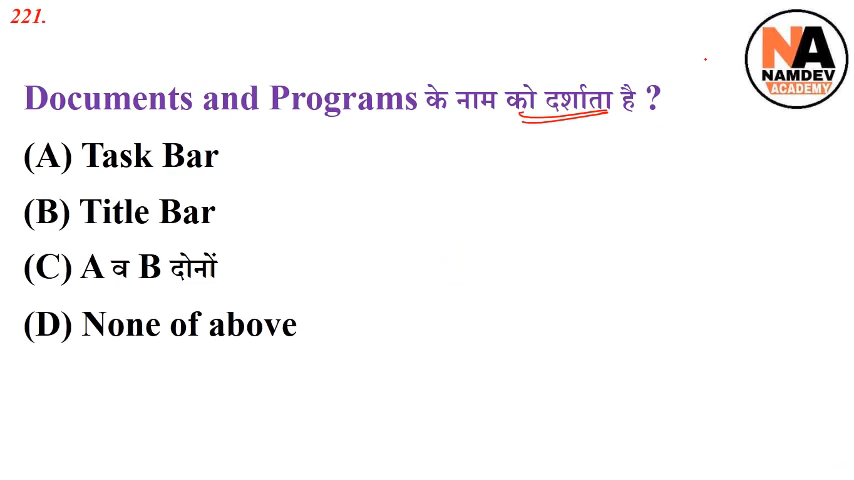 221.
NA
NAMDEV
ACADEMY
Documents and Programs के नाम को दर्शाता है ?
(A) Task Bar
(B) Title Bar
(C) A व B दोनों
(D) None of above